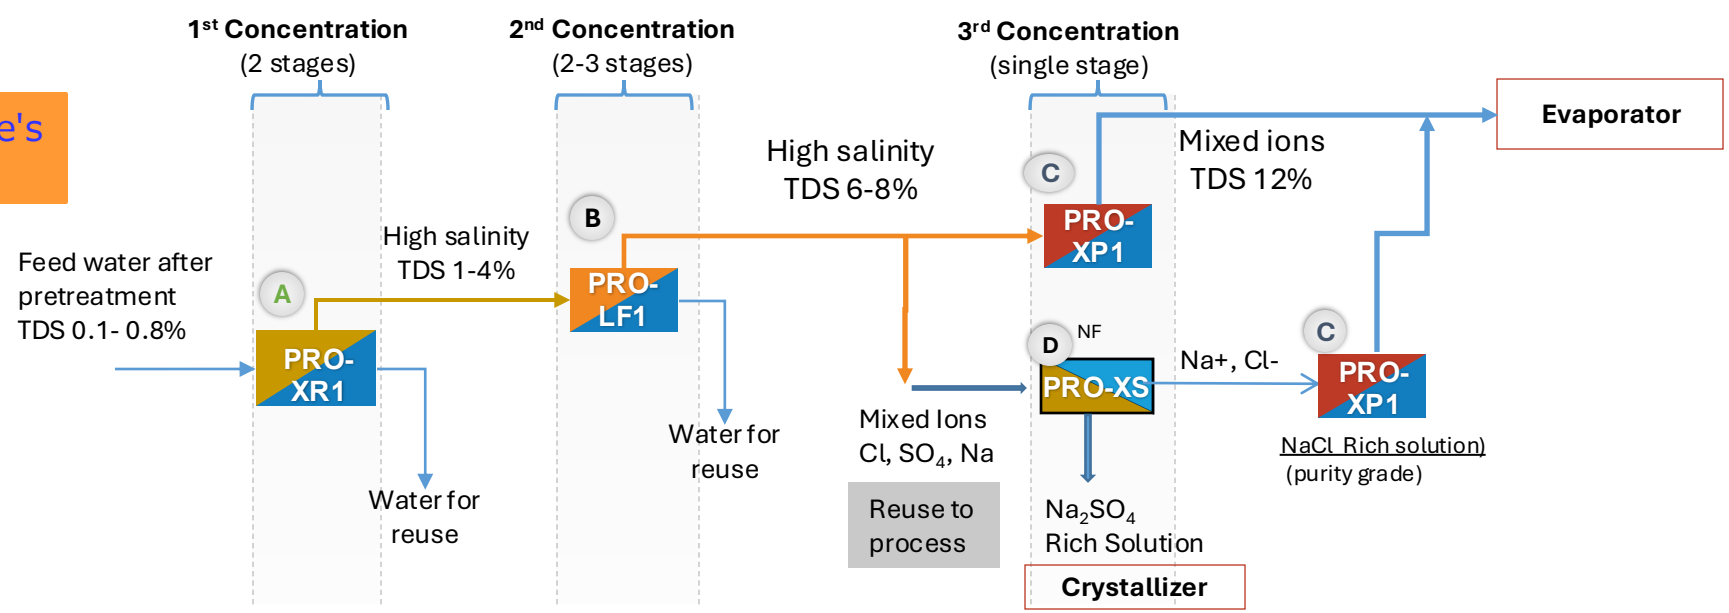 1st Concentration
(2 stages)
2nd Concentration
(2-3 stages)
3rd Concentration
(single stage)
e's
Evaporator
High salinity
TDS 6-8%
C
Mixed ions
TDS 12%
B
PRO-
XP1
High salinity
TDS 1-4%
Feed water after
pretreatment
TDS 0.1- 0.8%
A
PRO-
LF1
PRO-
XR1
D
NF
PRO-XS
Na+, Cl-
C
PRO-
XP1
Mixed Ions
Cl, SO4, Na
Water for
reuse
NaCl Rich solution)
(purity grade)
Water for
reuse
Reuse to
process
Na2SO4
Rich Solution
Crystallizer